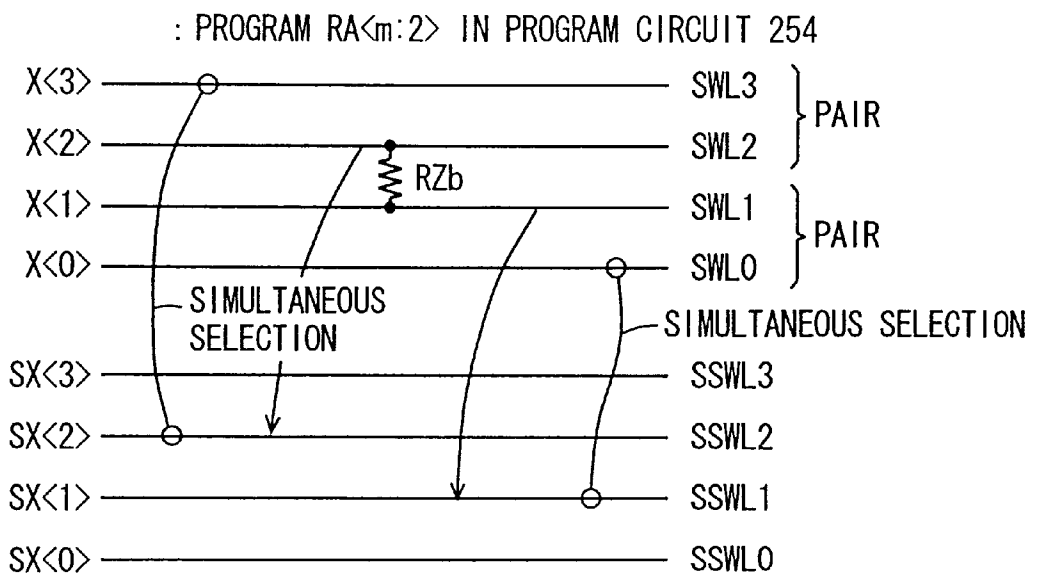 : PROGRAM RA<m:2> IN PROGRAM CIRCUIT 254
X<3> SWL3
PAIR
X<2> SWL2
RZb
X<1> SWL1
PAIR
X<0> SWL0
SIMULTANEOUS
SELECTION
SIMULTANEOUS SELECTION
SX<3> SSWL3
SX<2> SSWL2
SX<1> SSWL1
SX<0> SSWL0